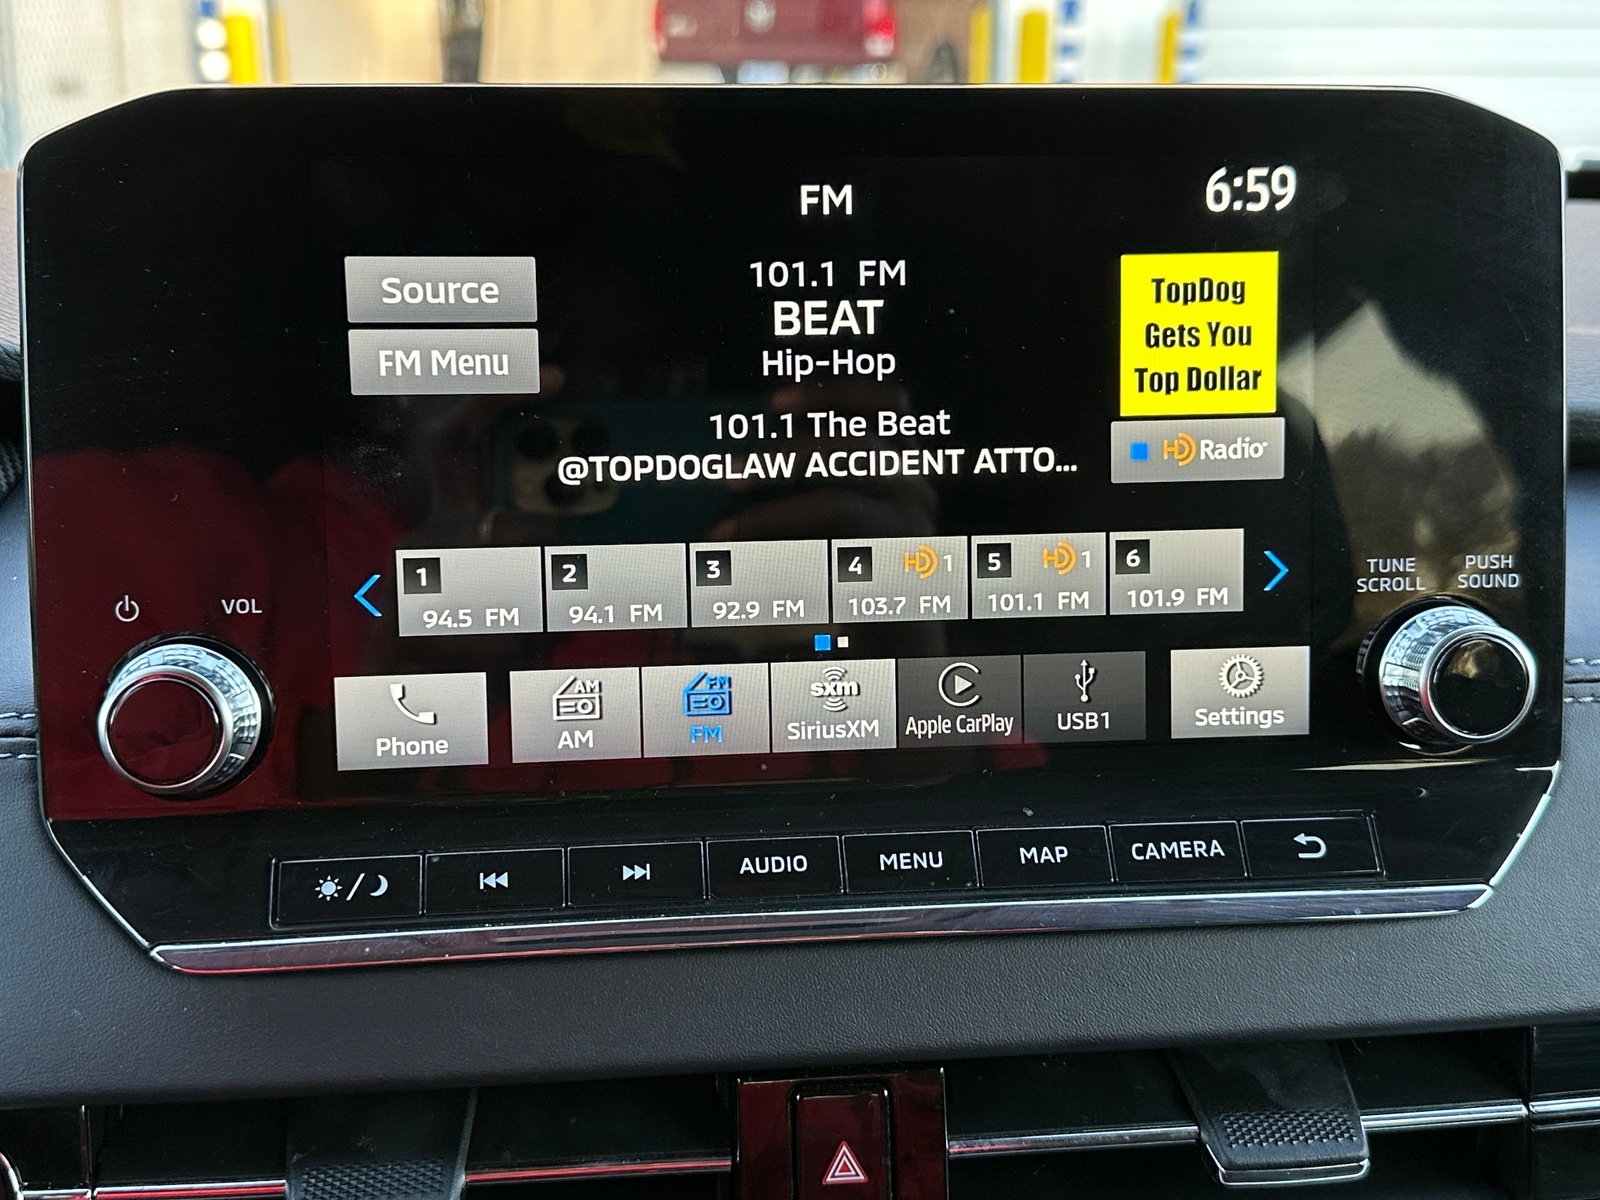 FM
6:59
Source
FM Menu
101.1 FM
BEAT
Hip-Hop
101.1 The Beat
@TOPDOGLAW ACCIDENT ATTO...
TopDog
Gets You
Top Dollar
HD Radio
1
94.5 FM
2
94.1 FM
3
92.9 FM
4 HD 1
103.7 FM
5 HD 1
101.1 FM
6
101.9 FM
VOL
TUNE
SCROLL
PUSH
SOUND
Phone
AM
AM
FM
FM
sxm
SiriusXM
Apple CarPlay
USB1
Settings
AUDIO
MENU
MAP
CAMERA